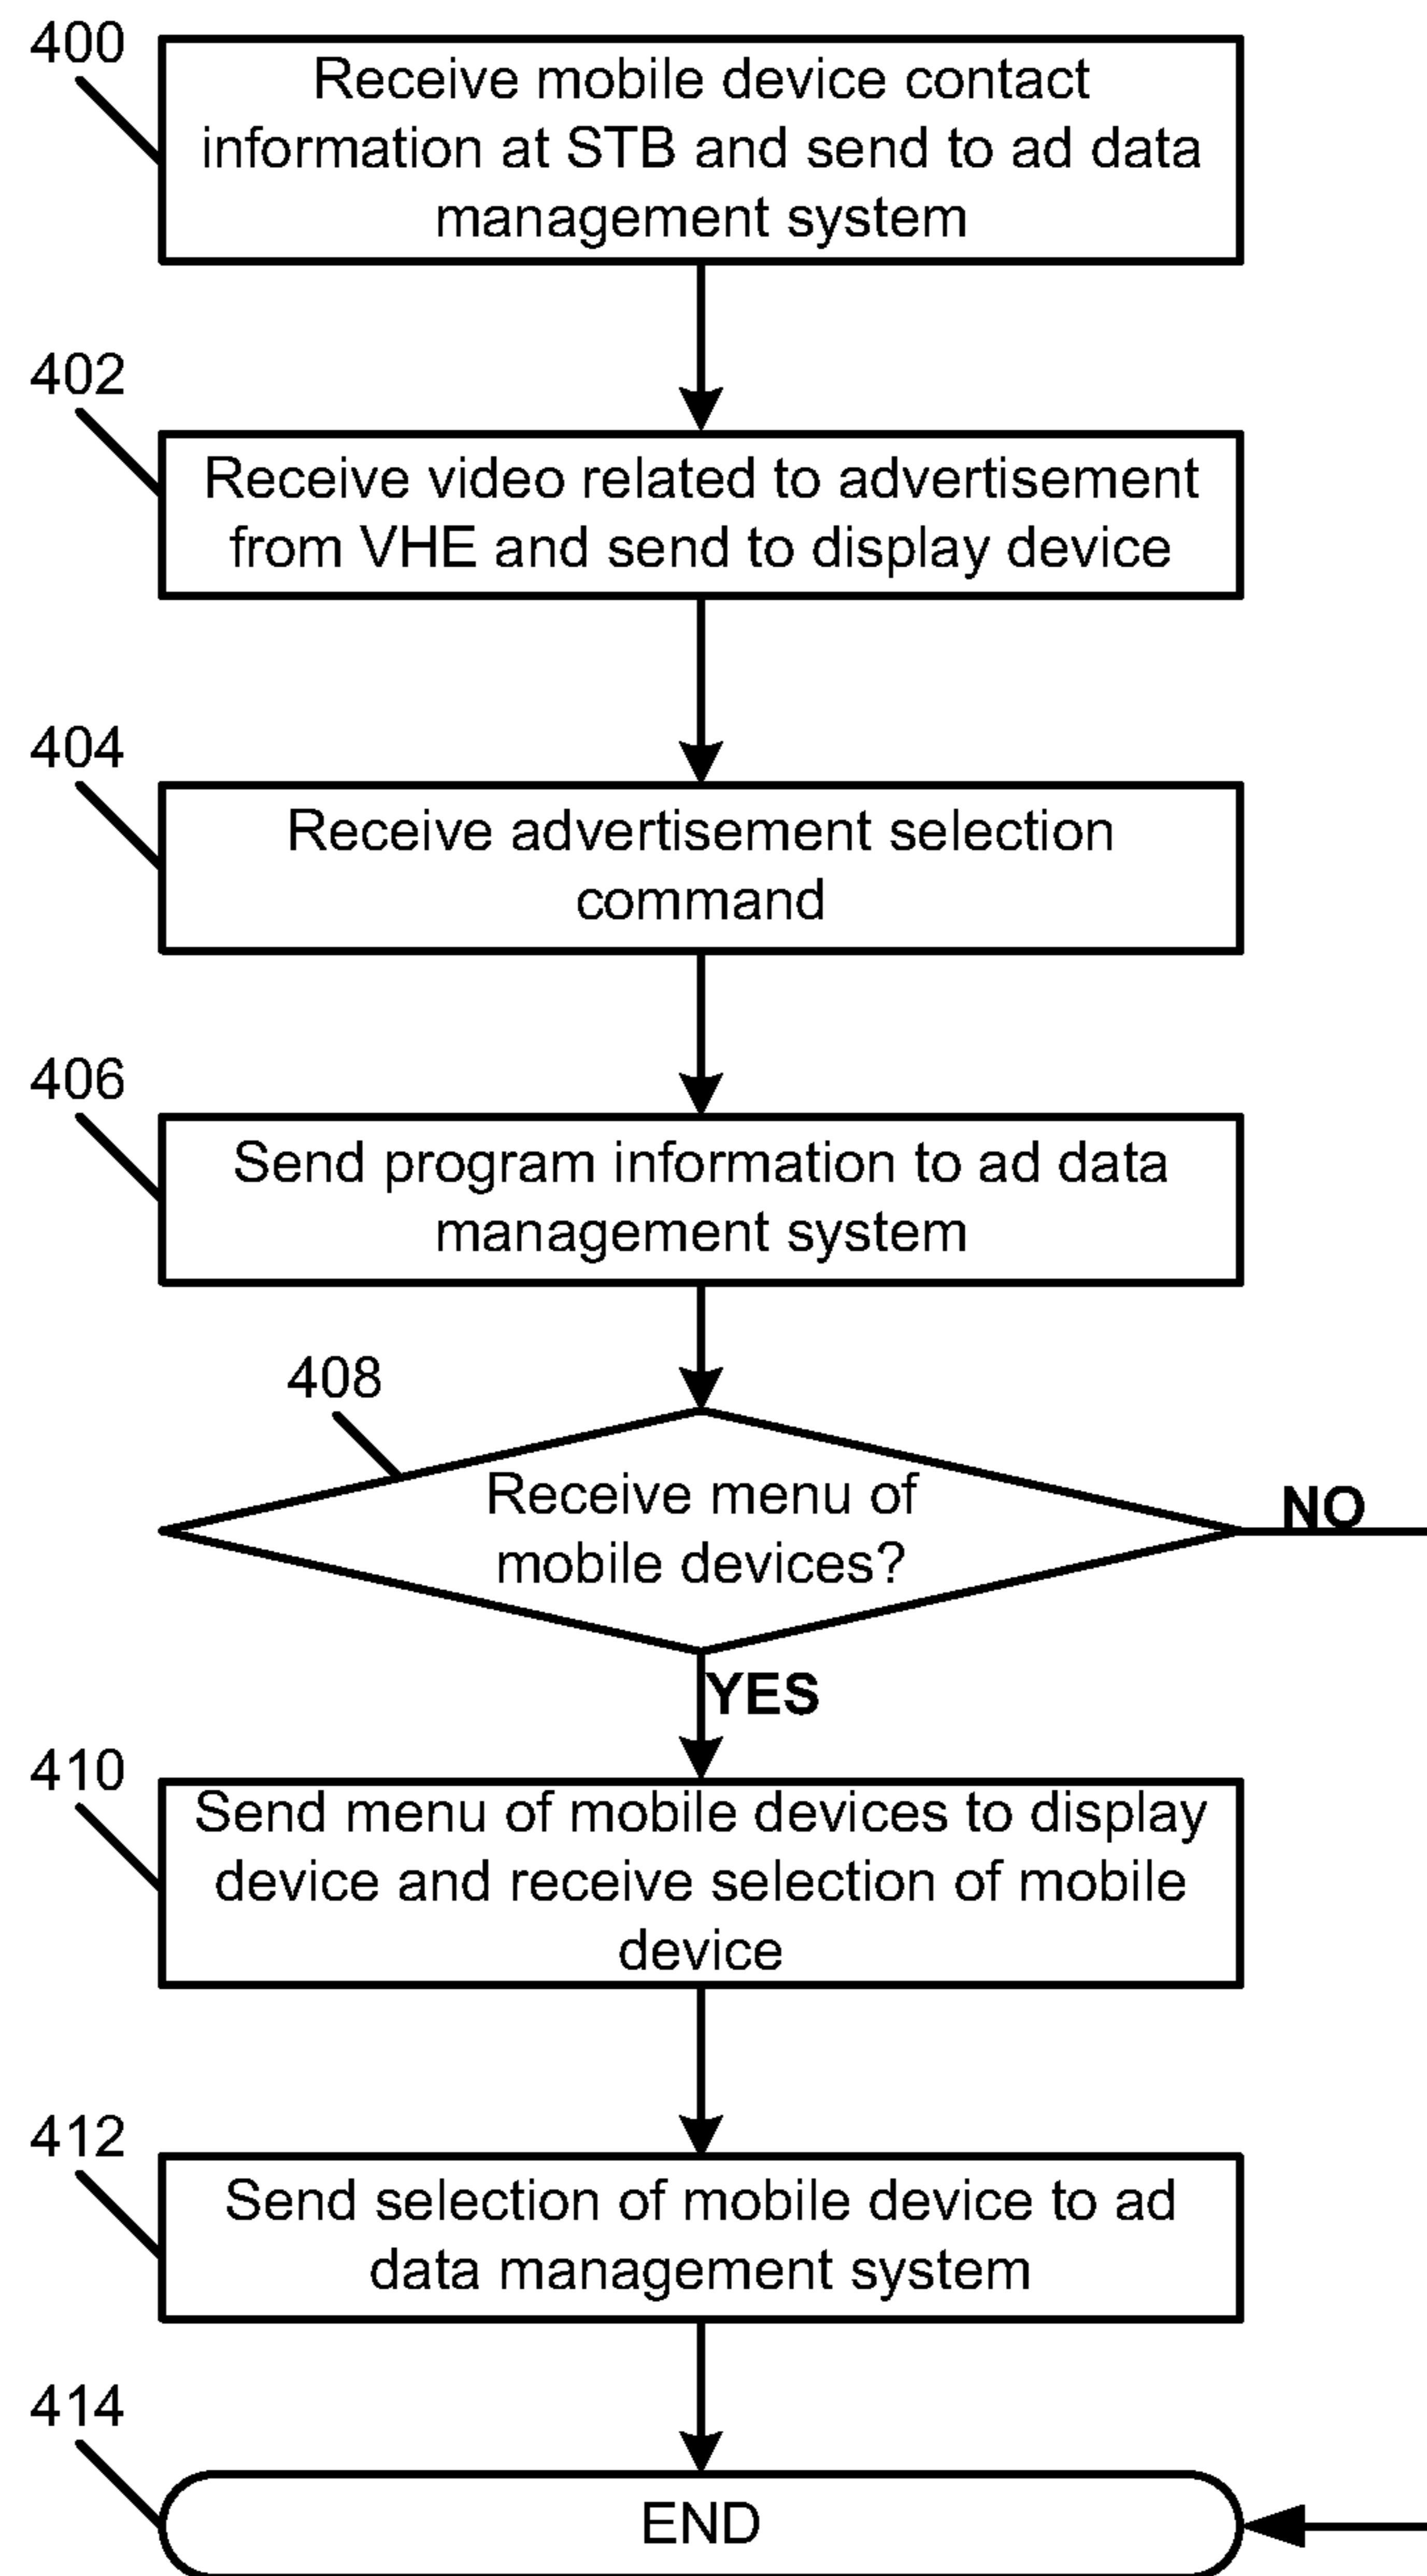 400
Receive mobile device contact
information at STB and send to ad data
management system
402
Receive video related to advertisement
from VHE and send to display device
404
Receive advertisement selection
command
406
Send program information to ad data
management system
408
Receive menu of
mobile devices?
NO
YES
410
Send menu of mobile devices to display
device and receive selection of mobile
device
412
Send selection of mobile device to ad
data management system
414
END